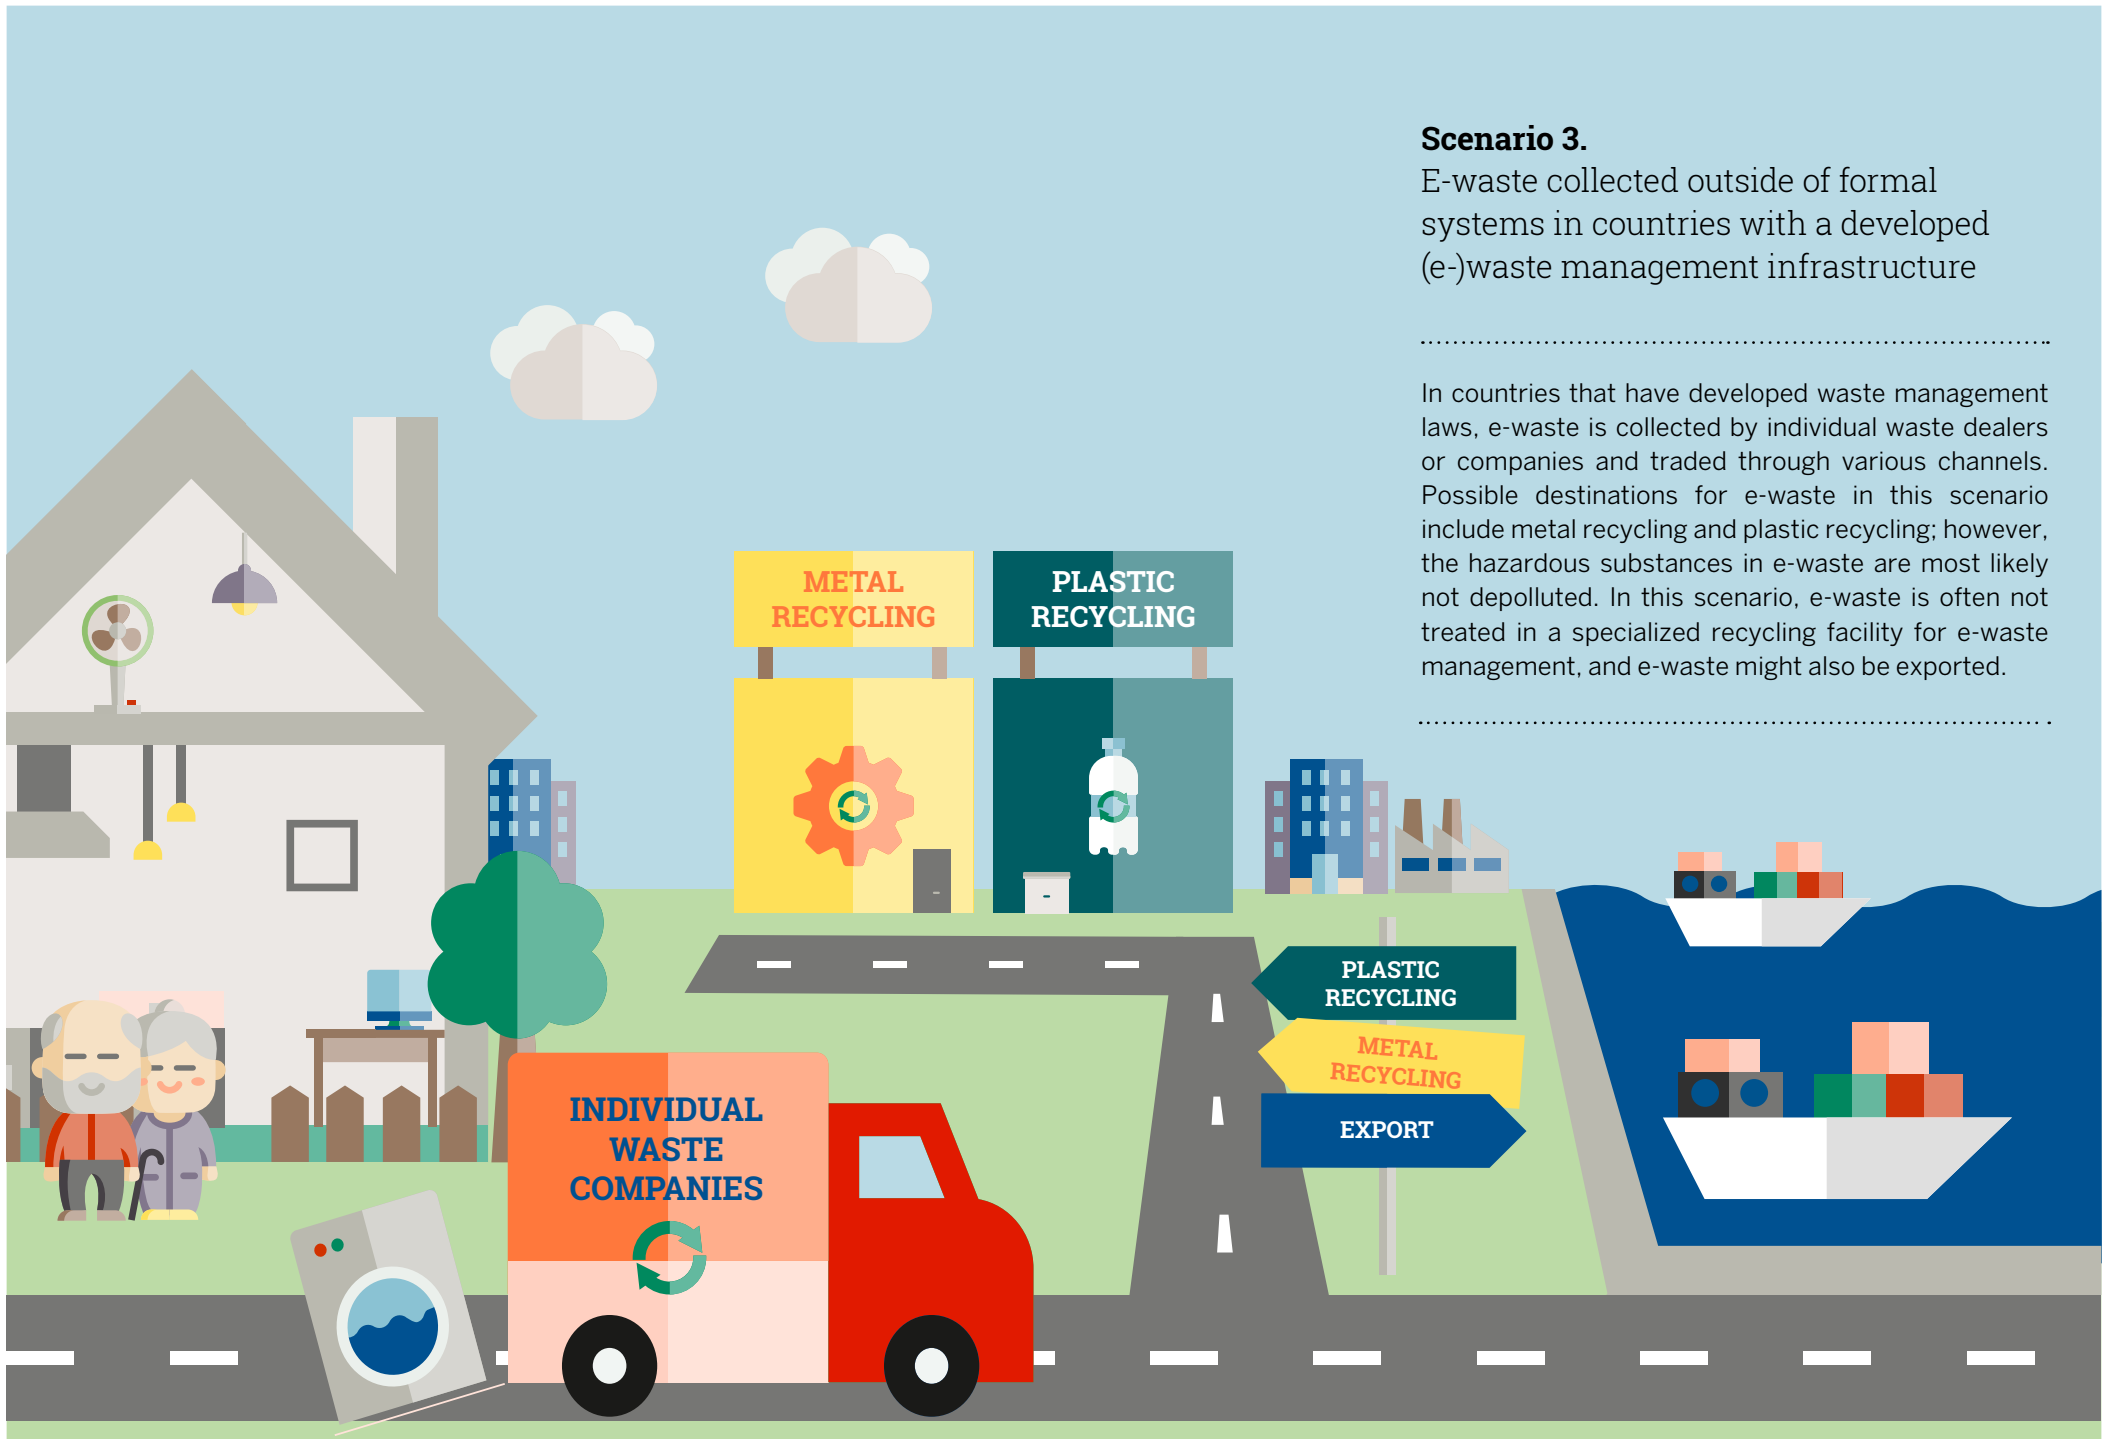 Scenario 3.
E-waste collected outside of formal
systems in countries with a developed
(e-)waste management infrastructure
In countries that have developed waste management
laws, e-waste is collected by individual waste dealers
or companies and traded through various channels.
Possible destinations for e-waste in this scenario
include metal recycling and plastic recycling; however,
the hazardous substances in e-waste are most likely
not depolluted. In this scenario, e-waste is often not
treated in a specialized recycling facility for e-waste
management, and e-waste might also be exported.
METAL
RECYCLING
PLASTIC
RECYCLING
PLASTIC
RECYCLING
METAL
RECYCLING
EXPORT
INDIVIDUAL
WASTE
COMPANIES